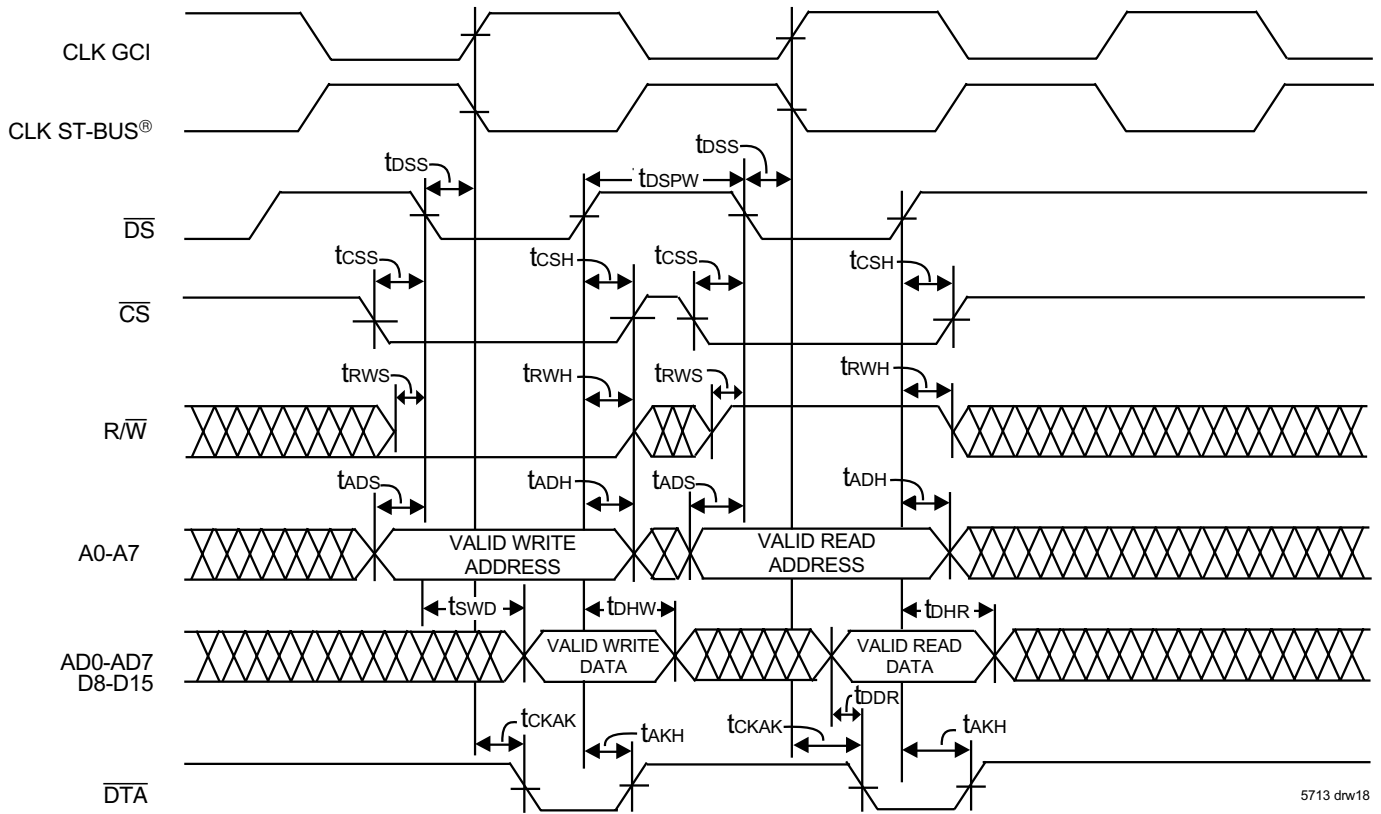 CLK GCI
CLK ST-BUS®
tDSS
tDSPW
tDSS
DS
tCSS
tCSH
tCSS
tCSH
CS
tRWS
tRWH
tRWS
tRWH
R/W
tADS
tADH
tADS
tADH
A0-A7
VALID WRITE
ADDRESS
VALID READ
ADDRESS
tSWD
tDHW
tDHR
AD0-AD7
D8-D15
VALID WRITE
DATA
VALID READ
DATA
tDDR
tCKAK
tAKH
tCKAK
tAKH
DTA
5713 drw18